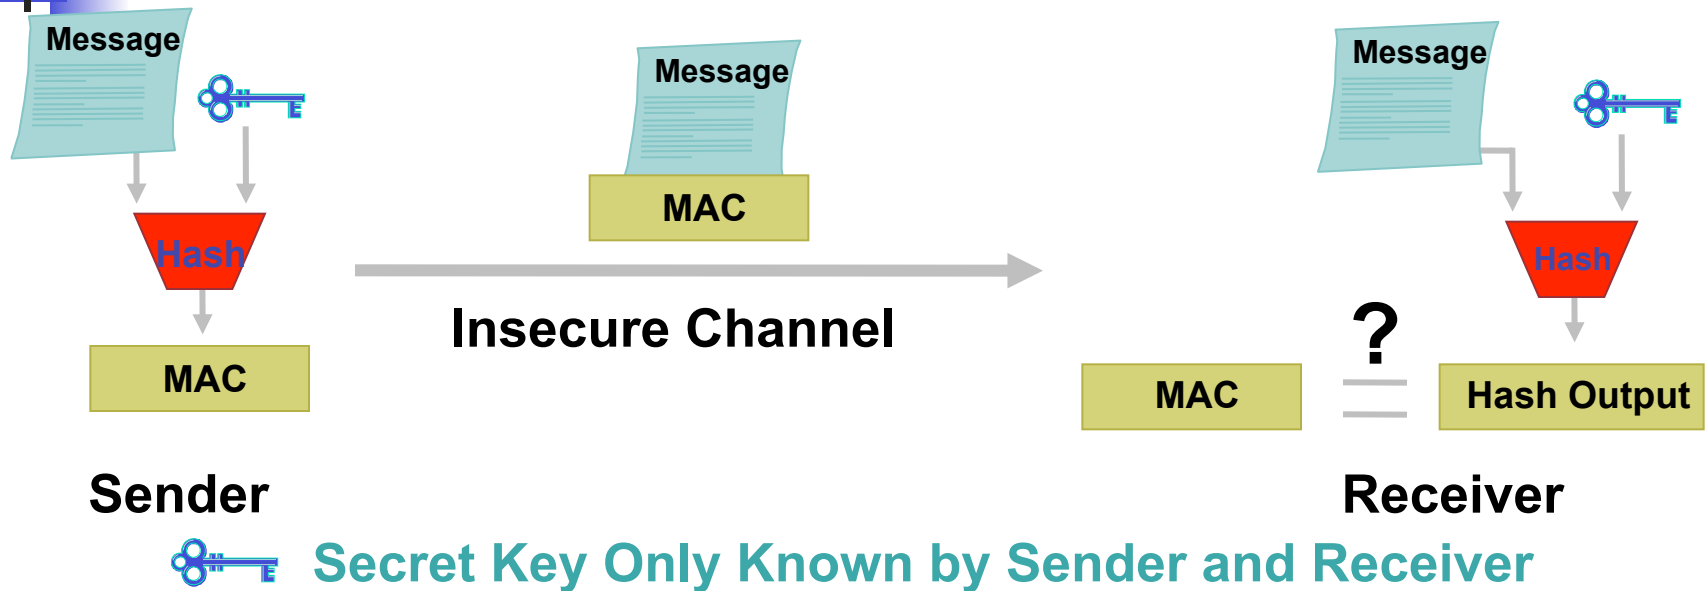 Message
Message
Message
MAC
Hash
Hash
Insecure Channel
?
MAC
MAC
Hash Output
Sender
Receiver
Secret Key Only Known by Sender and Receiver